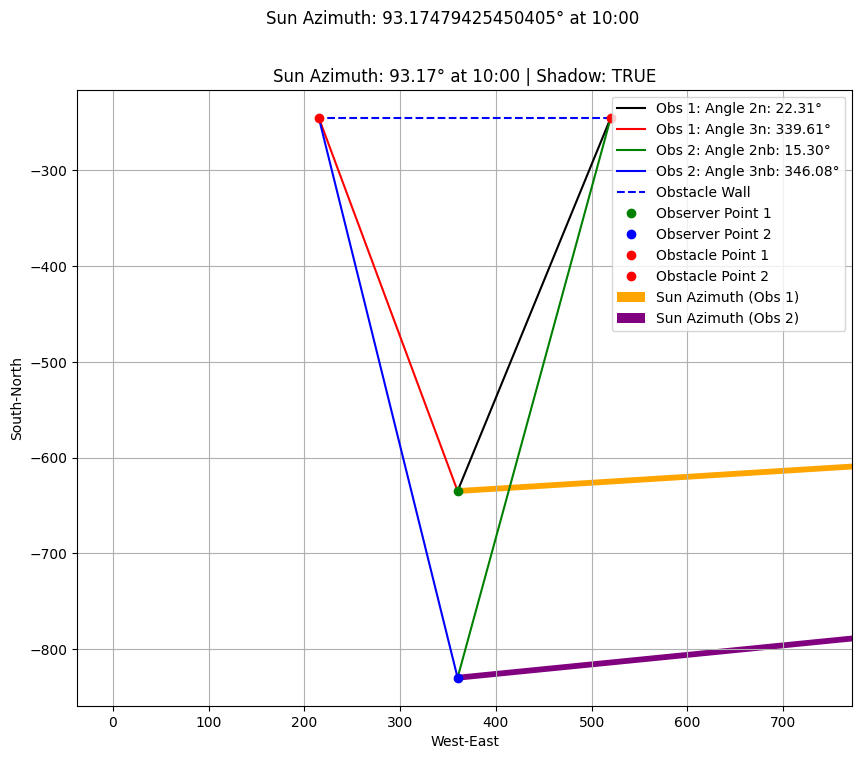 Sun Azimuth: 93.17479425450405° at 10:00
Sun Azimuth: 93.17° at 10:00 | Shadow: TRUE
Obs 1: Angle 2n: 22.31°
Obs 1: Angle 3n: 339.61°
Obs 2: Angle 2nb: 15.30°
Obs 2: Angle 3nb: 346.08°
Obstacle Wall
Observer Point 1
Observer Point 2
Obstacle Point 1
Obstacle Point 2
Sun Azimuth (Obs 1)
Sun Azimuth (Obs 2)
South-North
−300
−400
−500
−600
−700
−800
0 100 200 300 400 500 600 700
West-East